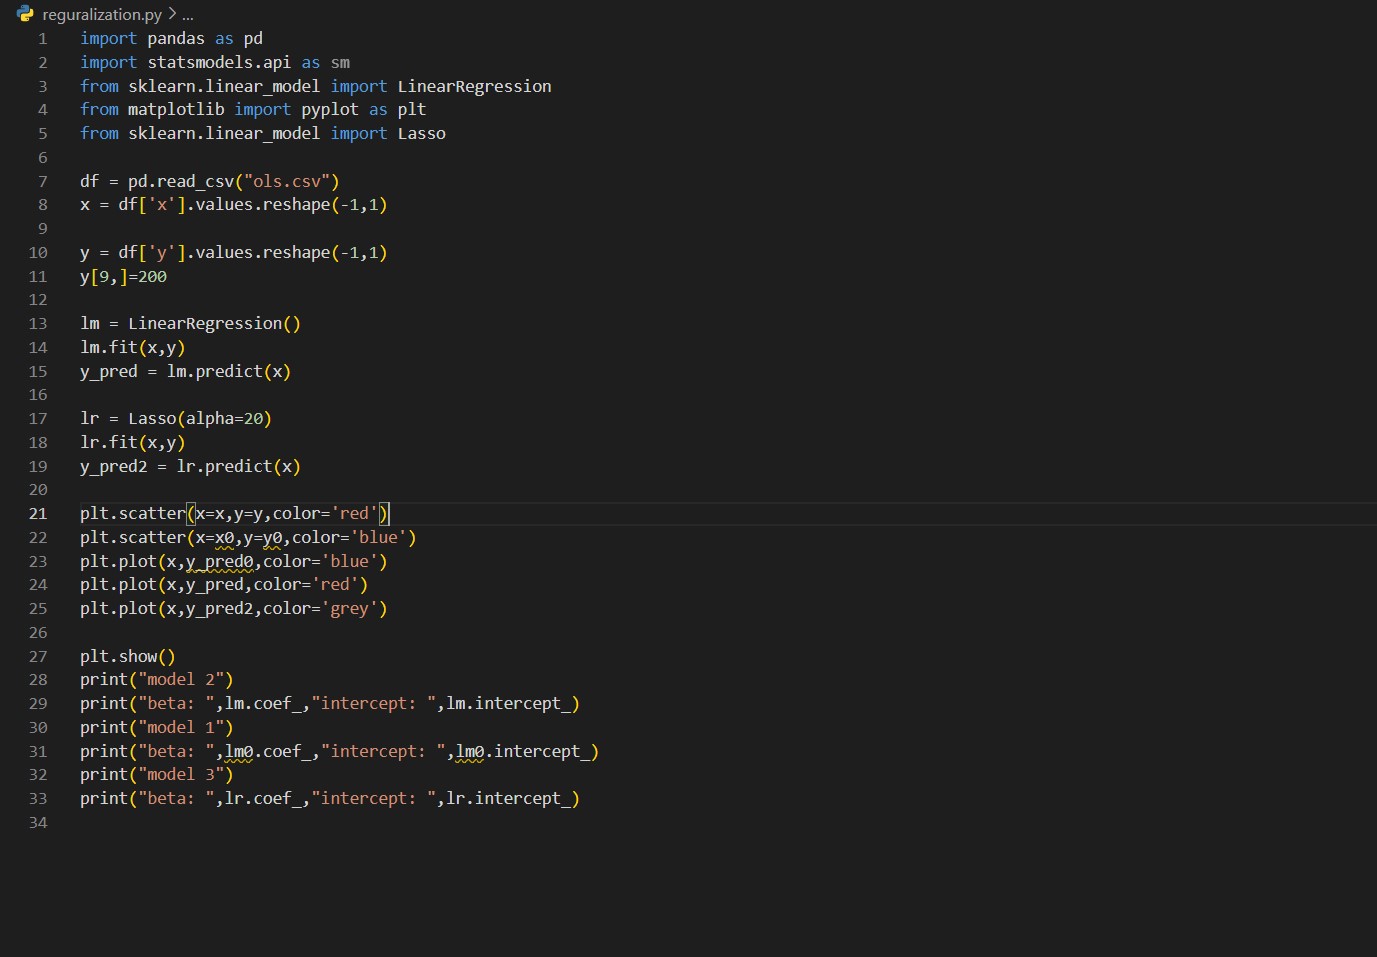 reguralization.py > ...
1 import pandas as pd
2 import statsmodels.api as sm
3 from sklearn.linear_model import LinearRegression
4 from matplotlib import pyplot as plt
5 from sklearn.linear_model import Lasso
6
7 df = pd.read_csv("ols.csv")
8 x = df['x'].values.reshape(-1,1)
9
10 y = df['y'].values.reshape(-1,1)
11 y[9,]=200
12
13 lm = LinearRegression()
14 lm.fit(x,y)
15 y_pred = lm.predict(x)
16
17 lr = Lasso(alpha=20)
18 lr.fit(x,y)
19 y_pred2 = lr.predict(x)
20
21 plt.scatter(x=x,y=y,color='red')
22 plt.scatter(x=x0,y=y0,color='blue')
23 plt.plot(x,y_pred0,color='blue')
24 plt.plot(x,y_pred,color='red')
25 plt.plot(x,y_pred2,color='grey')
26
27 plt.show()
28 print("model 2")
29 print("beta: ",lm.coef_,"intercept: ",lm.intercept_)
30 print("model 1")
31 print("beta: ",lm0.coef_,"intercept: ",lm0.intercept_)
32 print("model 3")
33 print("beta: ",lr.coef_,"intercept: ",lr.intercept_)
34